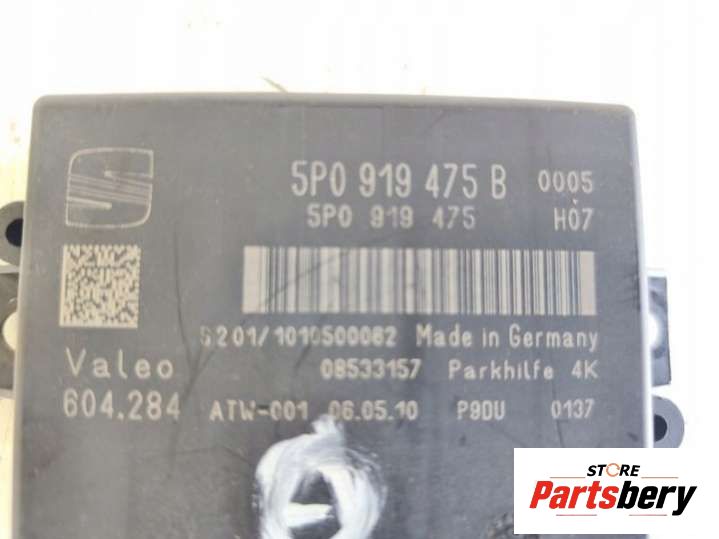 5P0 919 475 B 0005
5P0 919 475 H07
S201/1010500062 Made in Germany
Valeo 08533157 Parkhilfe 4K
604.284 ATW-001 06.05.10 P9DU 0137
STORE
Partsbery